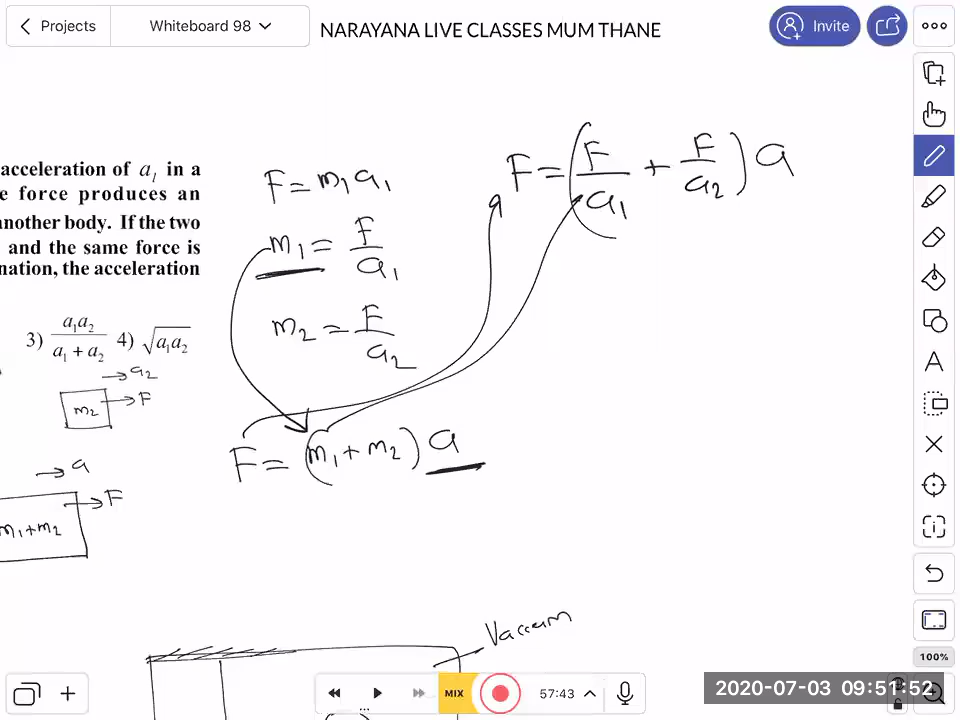 Projects
Whiteboard 98
NARAYANA LIVE CLASSES MUM THANE
Invite
acceleration of a₁ in a
e force produces an
another body. If the two
and the same force is
nation, the acceleration
3) a₁a₂ / a₁ + a₂ 4) √a₁a₂
→ a₂
m₂ → F
→ a
→ F
m₁+m₂
F = m₁a₁
m₁ = F/a₁
m₂ = F/a₂
F = (m₁ + m₂) a
F = (F/a₁ + F/a₂) a
Vaccum
A
100%
MIX
57:43
2020-07-03 09:51:52